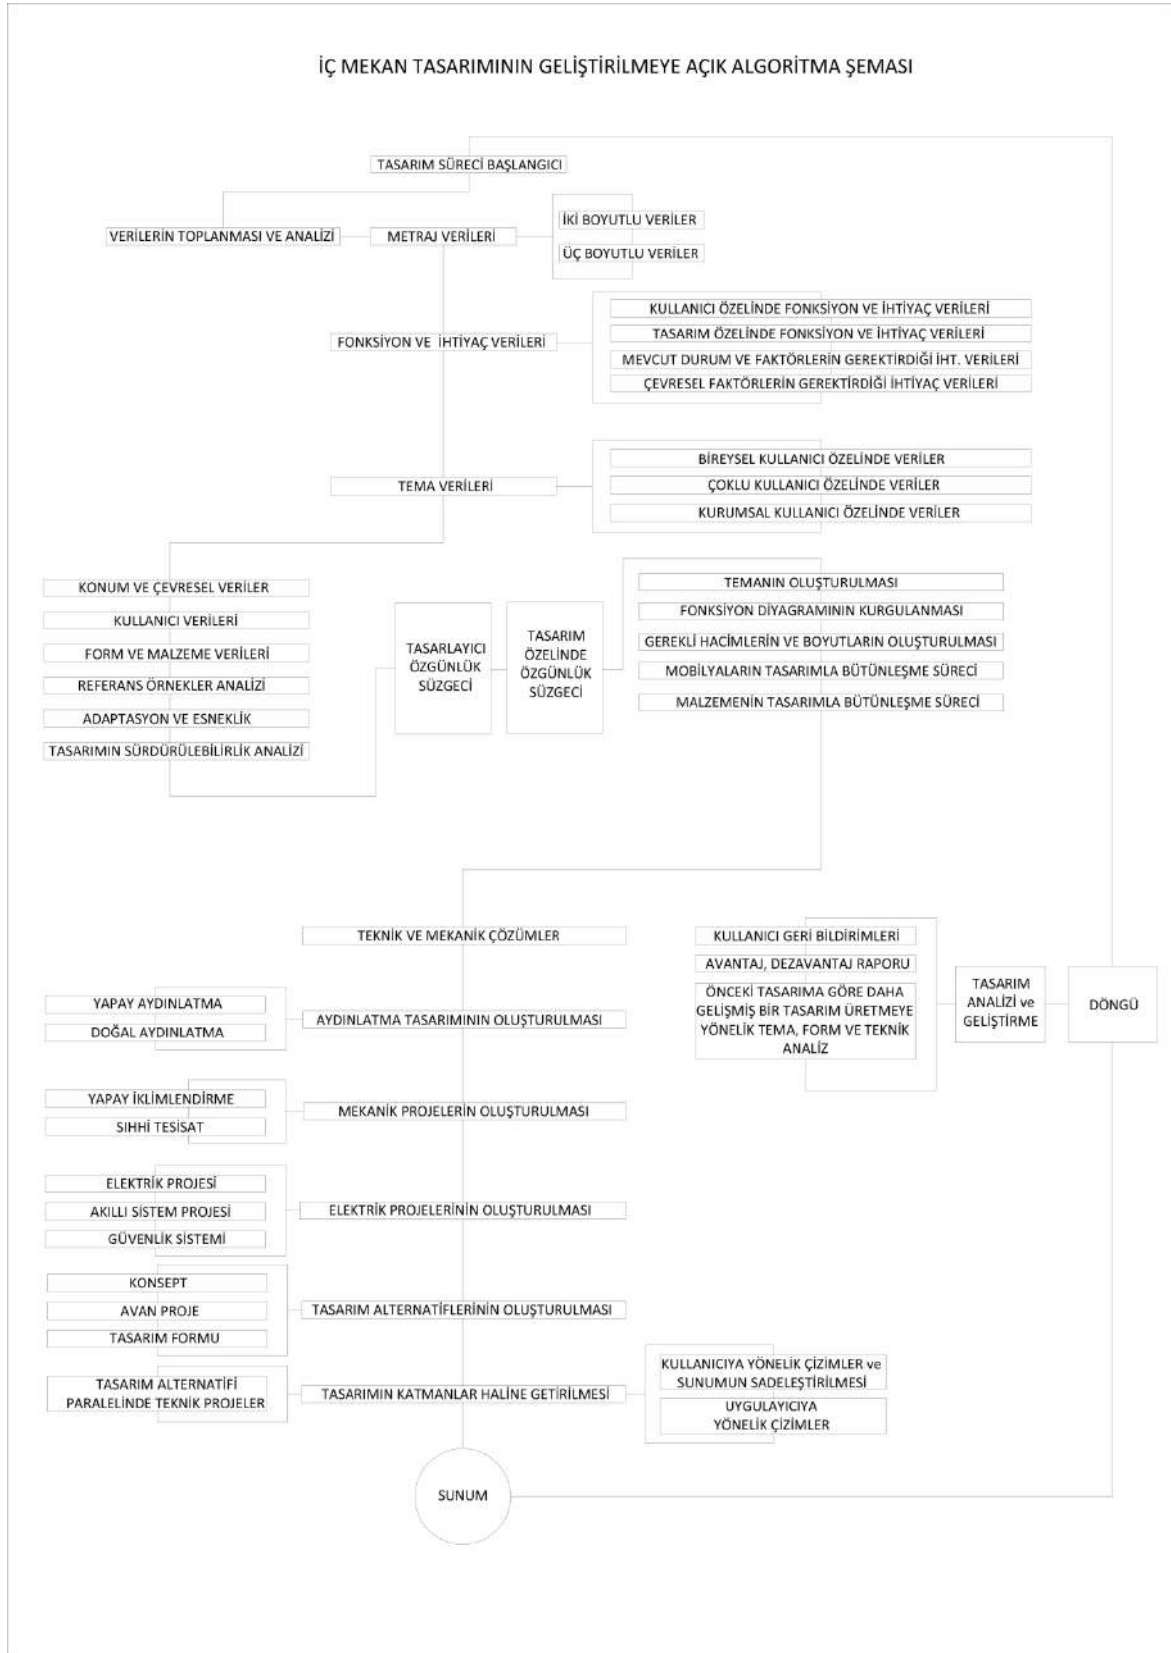 İÇ MEKAN TASARIMININ GELİŞTİRİLMEYE AÇIK ALGORİTMA ŞEMASI
TASARIM SÜRECİ BAŞLANGICI
VERİLERİN TOPLANMASI VE ANALİZİ
METRAJ VERİLERİ
İKİ BOYUTLU VERİLER
ÜÇ BOYUTLU VERİLER
FONKSİYON VE İHTİYAÇ VERİLERİ
KULLANICI ÖZELİNDE FONKSİYON VE İHTİYAÇ VERİLERİ
TASARIM ÖZELİNDE FONKSİYON VE İHTİYAÇ VERİLERİ
MEVCUT DURUM VE FAKTÖRLERİN GEREKTİRDİĞİ İHT. VERİLERİ
ÇEVRESEL FAKTÖRLERİN GEREKTİRDİĞİ İHTİYAÇ VERİLERİ
TEMA VERİLERİ
BİREYSEL KULLANICI ÖZELİNDE VERİLER
ÇOKLU KULLANICI ÖZELİNDE VERİLER
KURUMSAL KULLANICI ÖZELİNDE VERİLER
KONUM VE ÇEVRESEL VERİLER
KULLANICI VERİLERİ
FORM VE MALZEME VERİLERİ
REFERANS ÖRNEKLER ANALİZİ
ADAPTASYON VE ESNEKLİK
TASARIMIN SÜRDÜRÜLEBİLİRLİK ANALİZİ
TASARLAYICI
ÖZGÜNLÜK
SÜZGECİ
TASARIM
ÖZELİNDE
ÖZGÜNLÜK
SÜZGECİ
TEMANIN OLUŞTURULMASI
FONKSİYON DİYAGRAMININ KURGULANMASI
GEREKLİ HACİMLERİN VE BOYUTLARIN OLUŞTURULMASI
MOBİLYALARIN TASARIMLA BÜTÜNLEŞME SÜRECİ
MALZEMENİN TASARIMLA BÜTÜNLEŞME SÜRECİ
TEKNİK VE MEKANİK ÇÖZÜMLER
YAPAY AYDINLATMA
DOĞAL AYDINLATMA
AYDINLATMA TASARIMININ OLUŞTURULMASI
YAPAY İKLİMLENDİRME
SIHHİ TESİSAT
MEKANİK PROJELERİN OLUŞTURULMASI
ELEKTRİK PROJESİ
AKILLI SİSTEM PROJESİ
GÜVENLİK SİSTEMİ
ELEKTRİK PROJELERİNİN OLUŞTURULMASI
KONSEPT
AVAN PROJE
TASARIM FORMU
TASARIM ALTERNATİFLERİNİN OLUŞTURULMASI
TASARIM ALTERNATİFİ
PARALELİNDE TEKNİK PROJELER
TASARIMIN KATMANLAR HALİNE GETİRİLMESİ
KULLANICIYA YÖNELİK ÇİZİMLER ve
SUNUMUN SADELEŞTİRİLMESİ
UYGULAYICIYA
YÖNELİK ÇİZİMLER
KULLANICI GERİ BİLDİRİMLERİ
AVANTAJ, DEZAVANTAJ RAPORU
ÖNCEKİ TASARIMA GÖRE DAHA
GELİŞMİŞ BİR TASARIM ÜRETMEYE
YÖNELİK TEMA, FORM VE TEKNİK
ANALİZ
TASARIM
ANALİZİ ve
GELİŞTİRME
DÖNGÜ
SUNUM